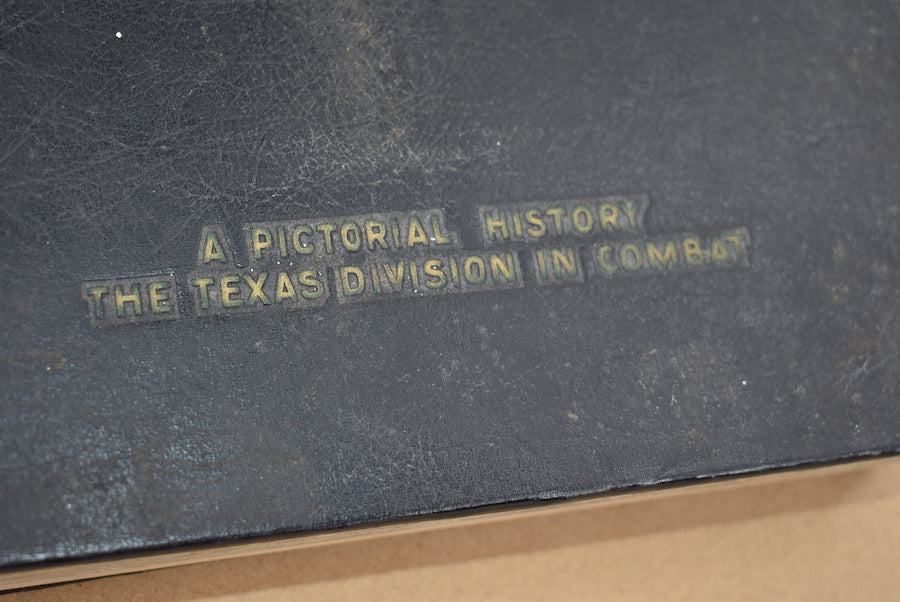 A PICTORIAL HISTORY
THE TEXAS DIVISION IN COMBAT